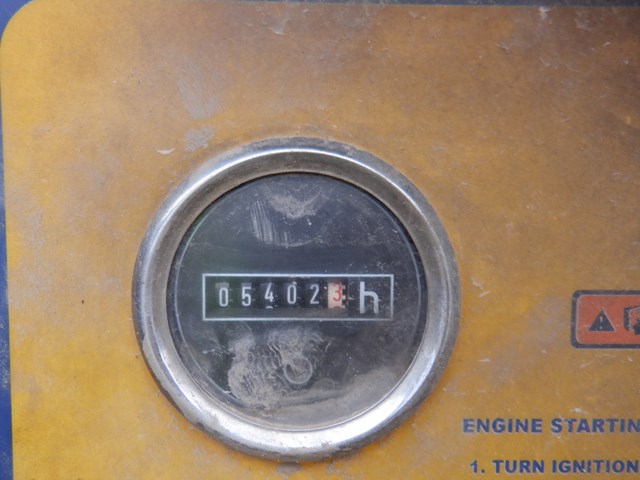 054023 h
ENGINE STARTIN
1. TURN IGNITION